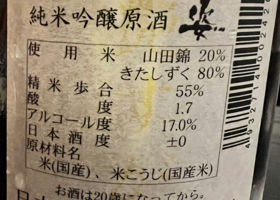 純米吟醸原酒 姿
使用米 山田錦 20%
きたしずく 80%
精米歩合 55%
酸度 1.7
アルコール度 17.0%
日本酒度 ±0
原材料名
米(国産)、米こうじ(国産米)
お酒は20歳になってから。